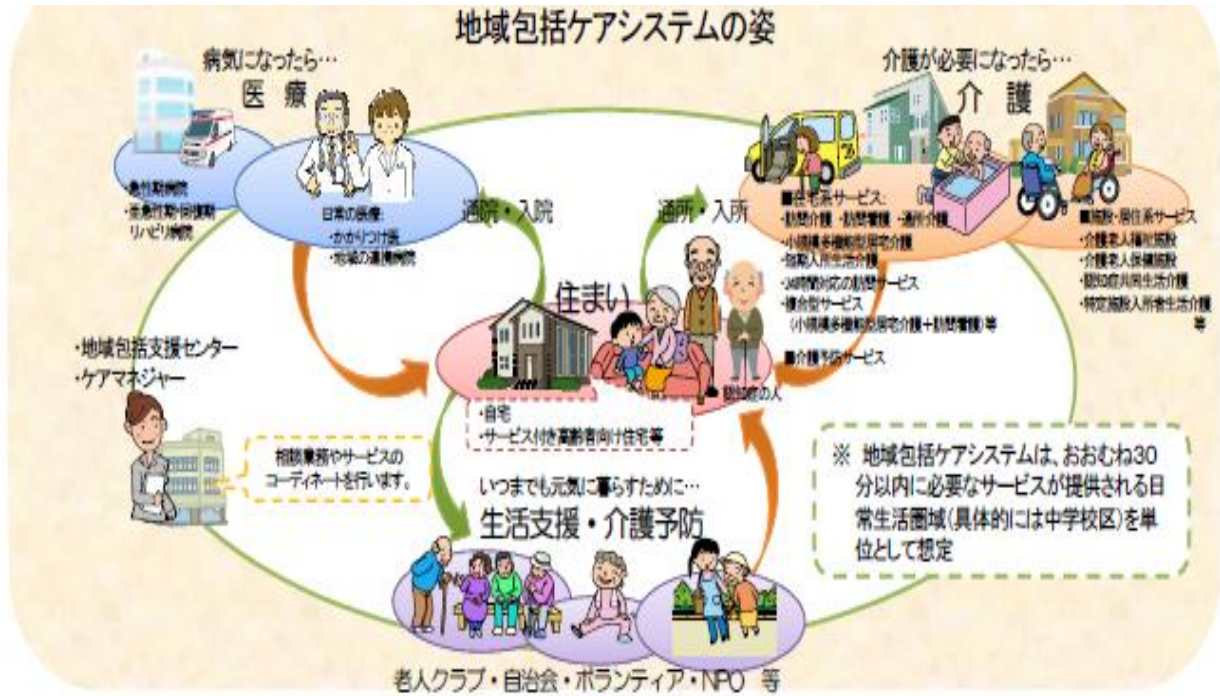 地域包括ケアシステムの姿
病気になったら…
医 療
・急性期病院
・亜急性期・回復期
リハビリ病院
日常の医療:
・かかりつけ医
・地域の連携病院
通院・入院
通所・入所
介護が必要になったら…
介 護
■在宅系サービス:
・訪問介護 ・訪問看護 ・通所介護
・小規模多機能型居宅介護
・短期入所生活介護
・24時間対応の訪問サービス
・複合型サービス
(小規模多機能型居宅介護+訪問看護)等
■介護予防サービス
■施設・居住系サービス
・介護老人福祉施設
・介護老人保健施設
・認知症共同生活介護
・特定施設入所者生活介護
等
住まい
認知症の人
・自宅
・サービス付き高齢者向け住宅等
・地域包括支援センター
・ケアマネジャー
相談業務やサービスの
コーディネートを行います。
いつまでも元気に暮らすために…
生活支援・介護予防
老人クラブ・自治会・ボランティア・NPO 等
※ 地域包括ケアシステムは、おおむね30
分以内に必要なサービスが提供される日
常生活圏域(具体的には中学校区)を単
位として想定